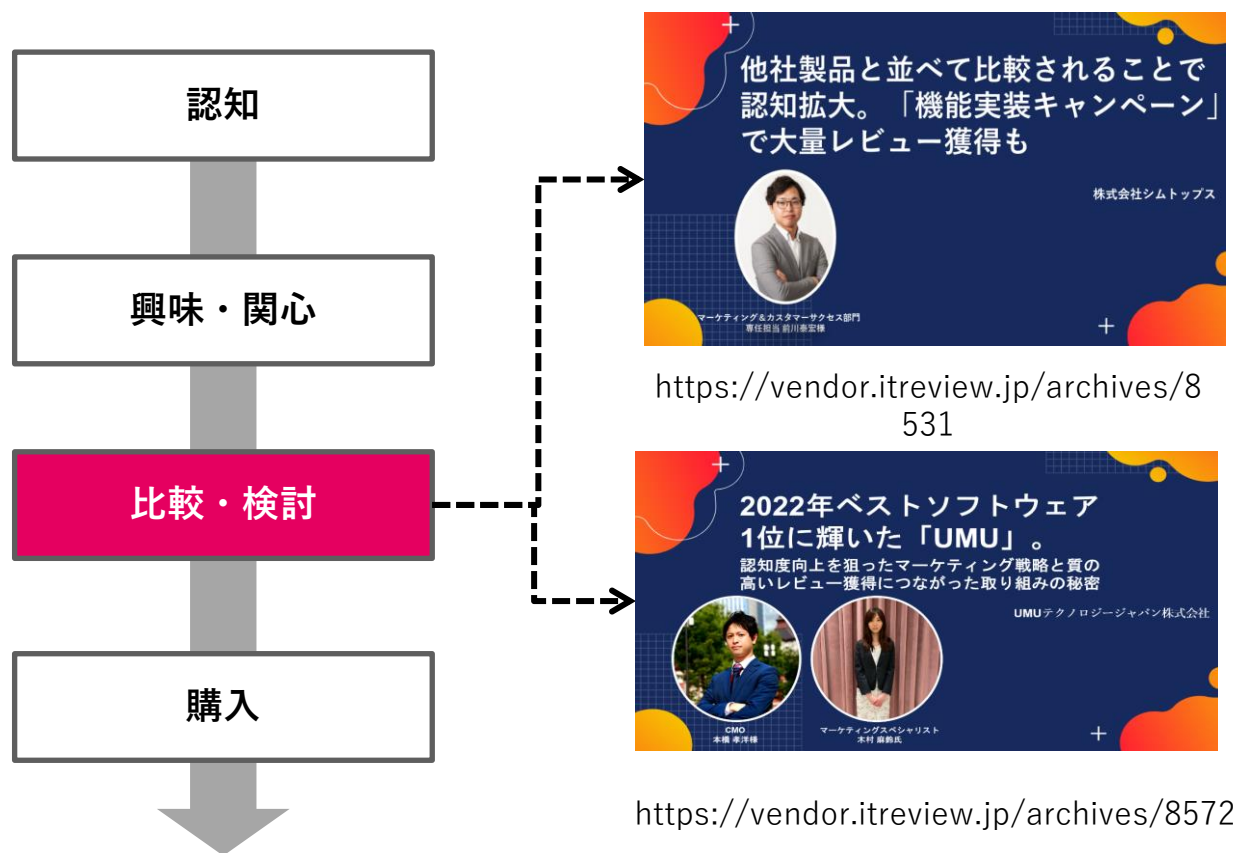 認知
興味・関心
比較・検討
購入
他社製品と並べて比較されることで
認知拡大。「機能実装キャンペーン」
で大量レビュー獲得も
株式会社シムトップス
マーケティング&カスタマーサクセス部門
専任担当 前川泰宏様
https://vendor.itreview.jp/archives/8
531
2022年ベストソフトウェア
1位に輝いた「UMU」。
認知度向上を狙ったマーケティング戦略と質の
高いレビュー獲得につながった取り組みの秘密
UMUテクノロジージャパン株式会社
CMO
本橋 孝洋様
マーケティングスペシャリスト
木村 麻鈴氏
https://vendor.itreview.jp/archives/8572